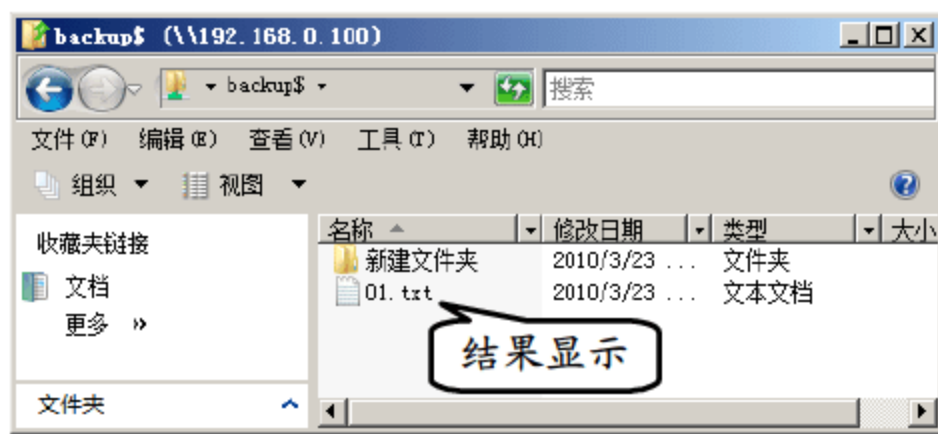 backup$ (\\192.168.0.100)
backup$
搜索
文件(F) 编辑(E) 查看(V) 工具(T) 帮助(H)
组织 视图
收藏夹链接
文档
更多 »
文件夹
名称 修改日期 类型 大小
新建文件夹 2010/3/23 ... 文件夹
01.txt 2010/3/23 ... 文本文档
结果显示